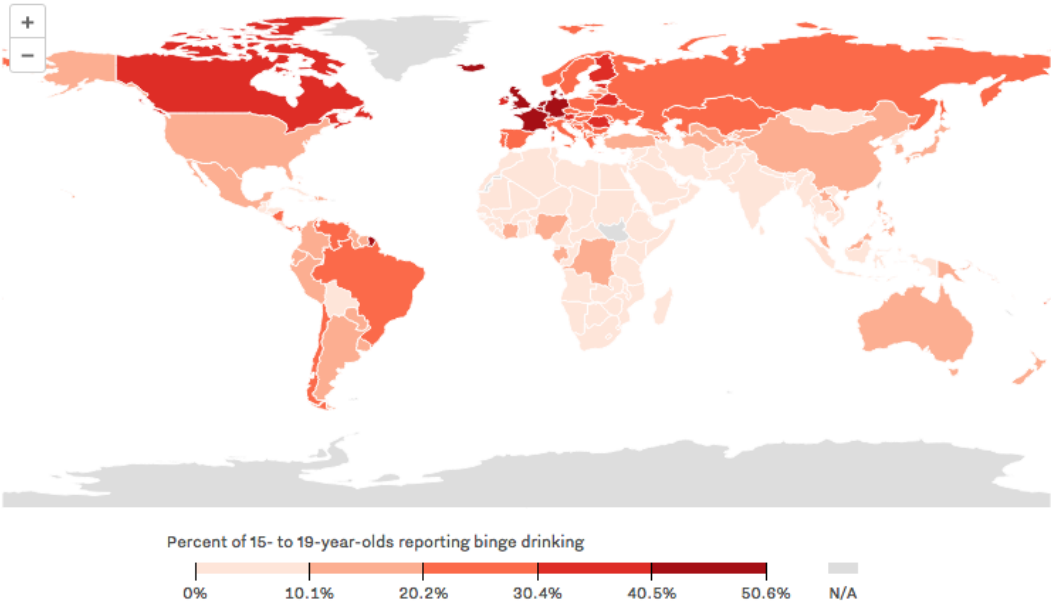 +
−
Percent of 15- to 19-year-olds reporting binge drinking
0% 10.1% 20.2% 30.4% 40.5% 50.6% N/A